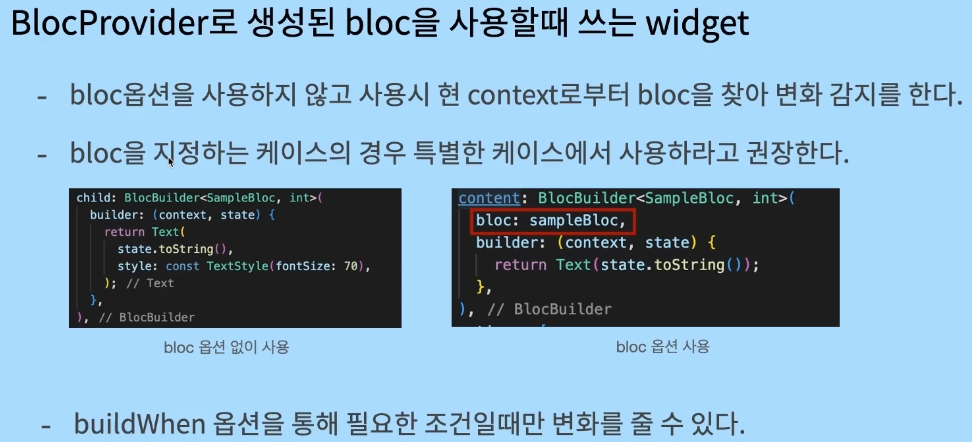 BlocProvider로 생성된 bloc을 사용할때 쓰는 widget
- bloc옵션을 사용하지 않고 사용시 현 context로부터 bloc을 찾아 변화 감지를 한다.
- bloc을 지정하는 케이스의 경우 특별한 케이스에서 사용하라고 권장한다.
child: BlocBuilder<SampleBloc, int>(
builder: (context, state) {
return Text(
state.toString(),
style: const TextStyle(fontSize: 70),
); // Text
},
), // BlocBuilder
bloc 옵션 없이 사용
content: BlocBuilder<SampleBloc, int>(
bloc: sampleBloc,
builder: (context, state) {
return Text(state.toString());
},
), // BlocBuilder
bloc 옵션 사용
- buildWhen 옵션을 통해 필요한 조건일때만 변화를 줄 수 있다.